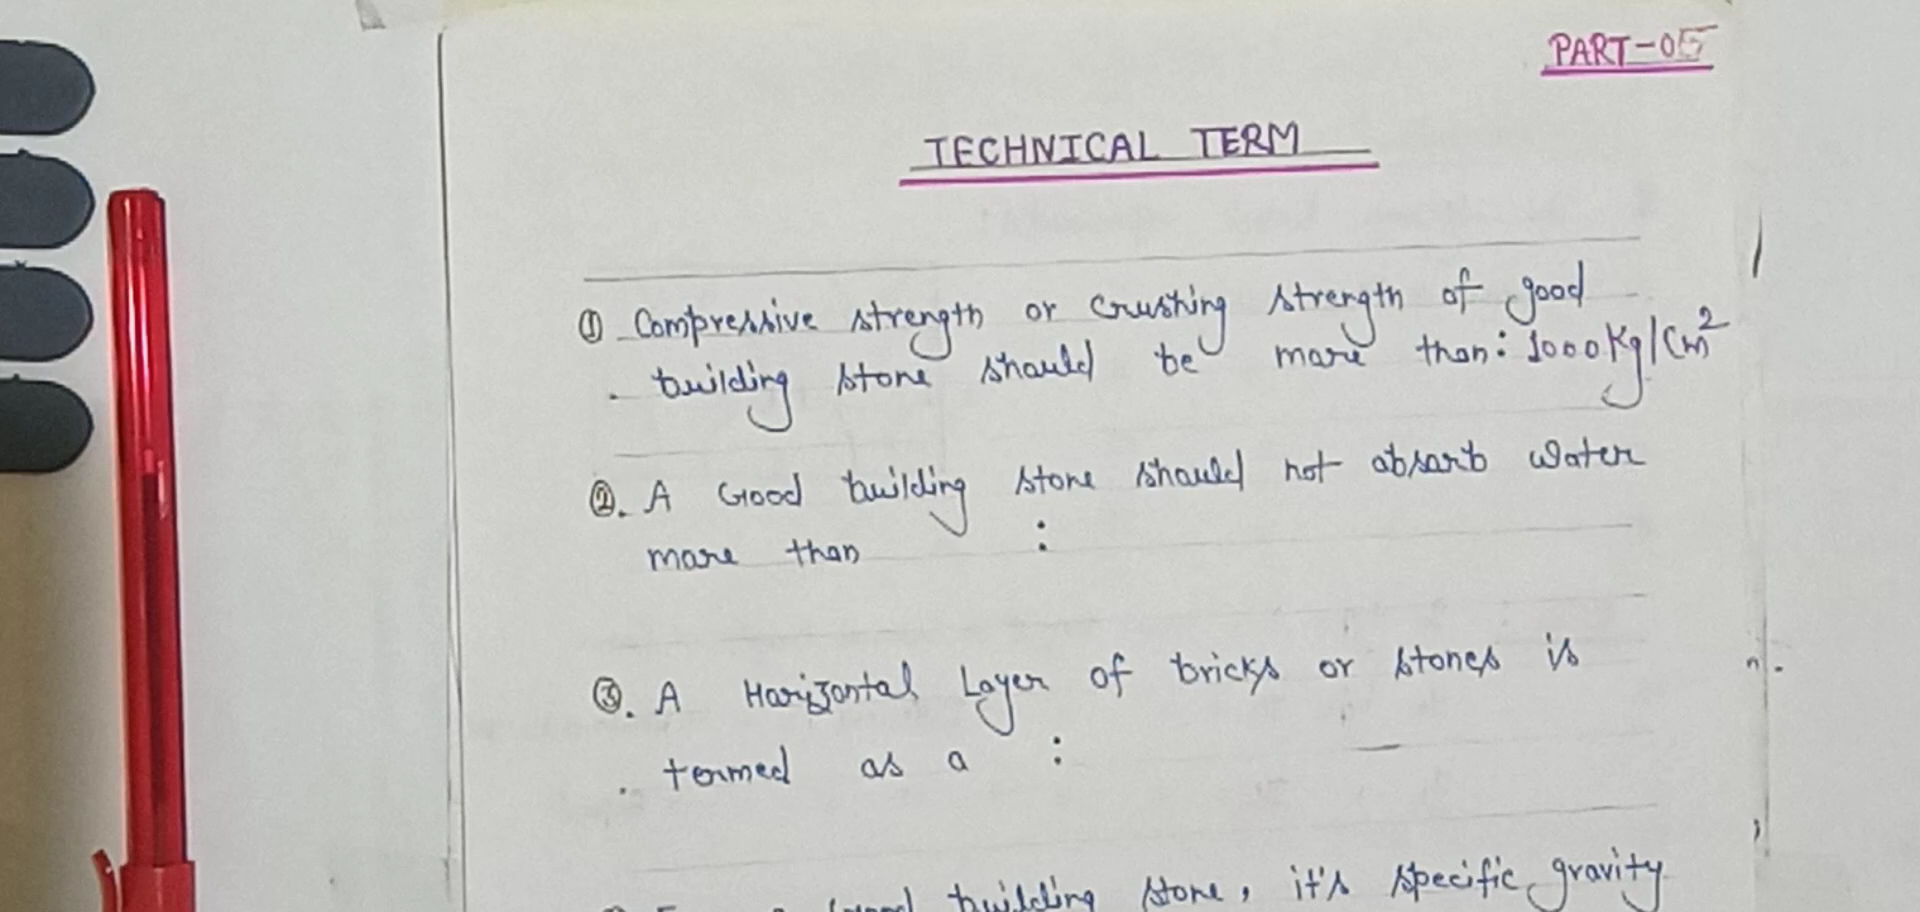 PART-05
TECHNICAL TERM
① Compressive strength or Crushing strength of good
building stone should be more than: 1000 Kg/Cm²
②. A Good building stone should not absorb Water
more than :
③. A Horizontal Layer of bricks or stones is
termed as a :
building stone, it's specific gravity